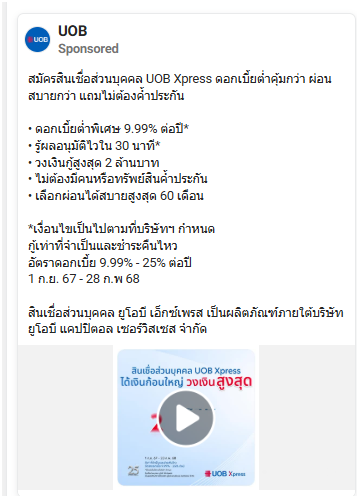 UOB
UOB
Sponsored
สมัครสินเชื่อส่วนบุคคล UOB Xpress ดอกเบี้ยต่ำคุ้มกว่า ผ่อน
สบายกว่า แถมไม่ต้องค้ำประกัน
• ดอกเบี้ยต่ำพิเศษ 9.99% ต่อปี*
• รู้ผลอนุมัติไวใน 30 นาที*
• วงเงินกู้สูงสุด 2 ล้านบาท
• ไม่ต้องมีคนหรือทรัพย์สินค้ำประกัน
• เลือกผ่อนได้สบายสูงสุด 60 เดือน
*เงื่อนไขเป็นไปตามที่บริษัทฯ กำหนด
กู้เท่าที่จำเป็นและชำระคืนไหว
อัตราดอกเบี้ย 9.99% - 25% ต่อปี
1 ก.ย. 67 - 28 ก.พ 68
สินเชื่อส่วนบุคคล ยูโอบี เอ็กซ์เพรส เป็นผลิตภัณฑ์ภายใต้บริษัท
ยูโอบี แคปปิตอล เซอร์วิสเซส จำกัด
สินเชื่อส่วนบุคคล UOB Xpress
ได้เงินก้อนใหญ่ วงเงินสูงสุด
25
UOB Xpress